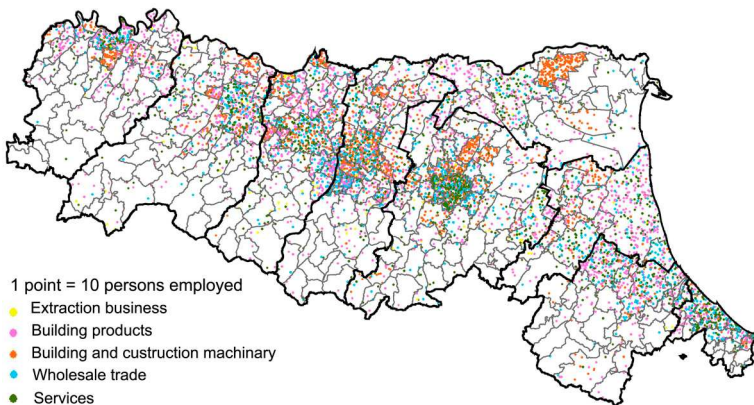 1 point = 10 persons employed
Extraction business
Building products
Building and custruction machinary
Wholesale trade
Services